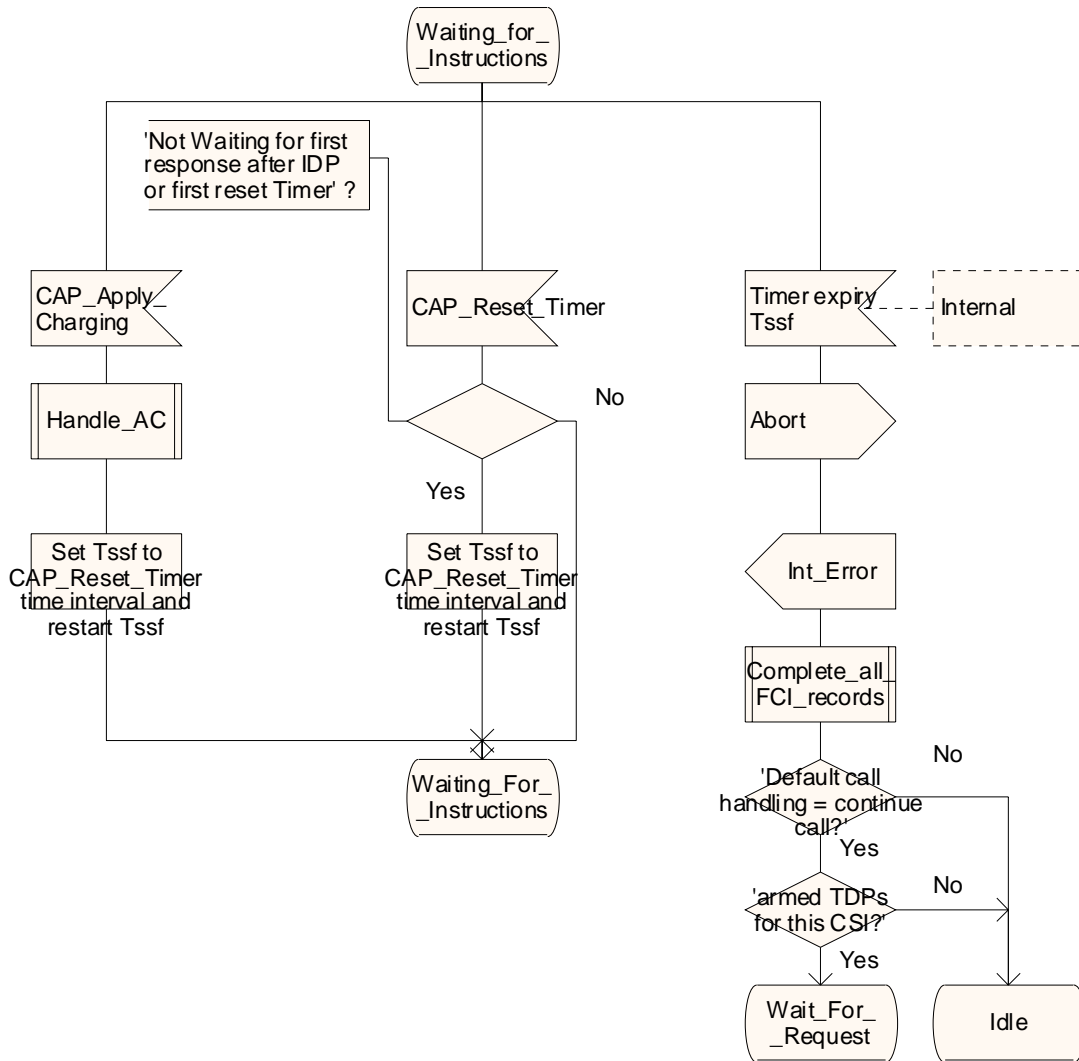 Waiting_for_
_Instructions
'Not Waiting for first
response after IDP
or first reset Timer' ?
CAP_Apply_
Charging
CAP_Reset_Timer
Timer expiry
Tssf
Internal
Handle_AC
No
Abort
Yes
Set Tssf to
CAP_Reset_Timer
time interval and
restart Tssf
Set Tssf to
CAP_Reset_Timer
time interval and
restart Tssf
Int_Error
Complete_all_
FCI_records
Waiting_For_
_Instructions
No
'Default call
handling = continue
call?'
Yes
'armed TDPs
for this CSI?'
No
Yes
Wait_For_
_Request
Idle